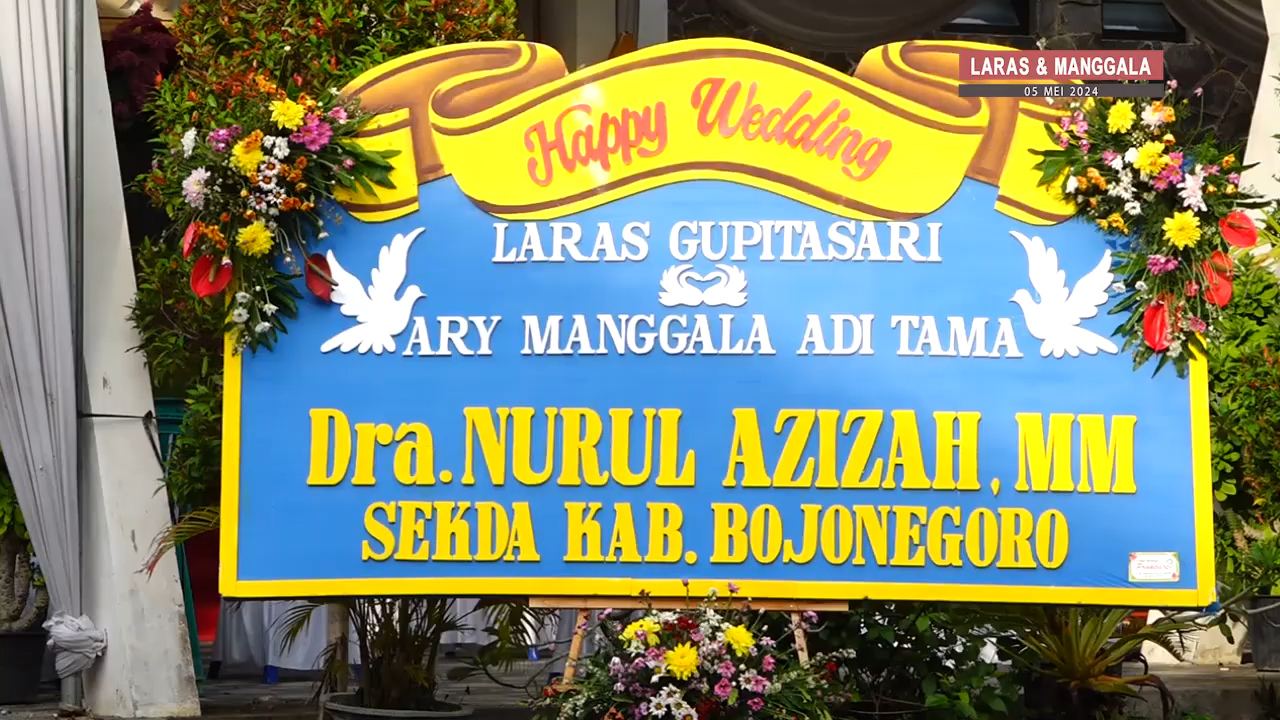 LARAS & MANGGALA
05 MEI 2024
Happy Wedding
LARAS GUPITASARI
ARY MANGGALA ADI TAMA
Dra. NURUL AZIZAH, MM
SEKDA KAB. BOJONEGORO